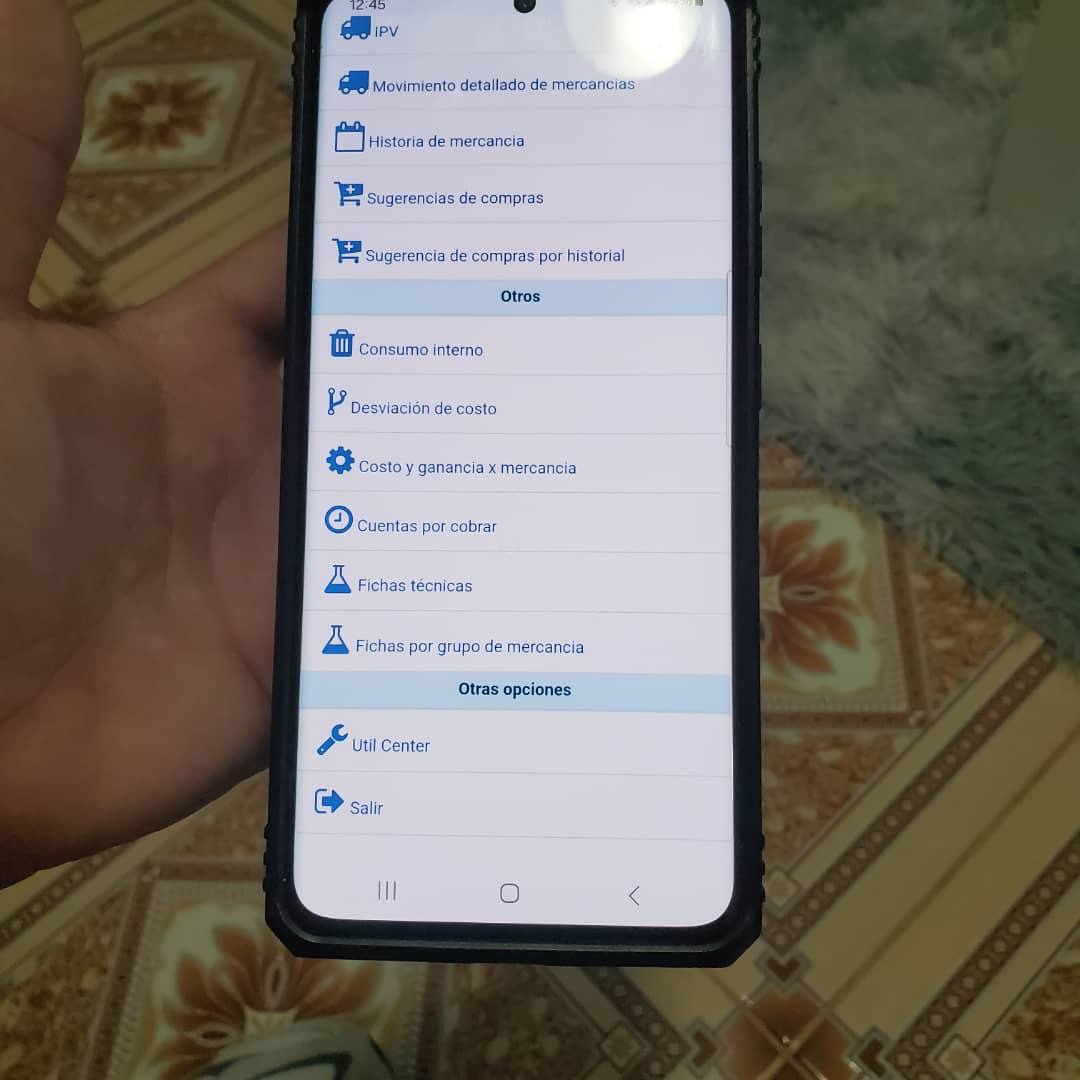 12:45
IPV
Movimiento detallado de mercancias
Historia de mercancia
Sugerencias de compras
Sugerencia de compras por historial
Otros
Consumo interno
Desviación de costo
Costo y ganancia x mercancia
Cuentas por cobrar
Fichas técnicas
Fichas por grupo de mercancia
Otras opciones
Util Center
Salir